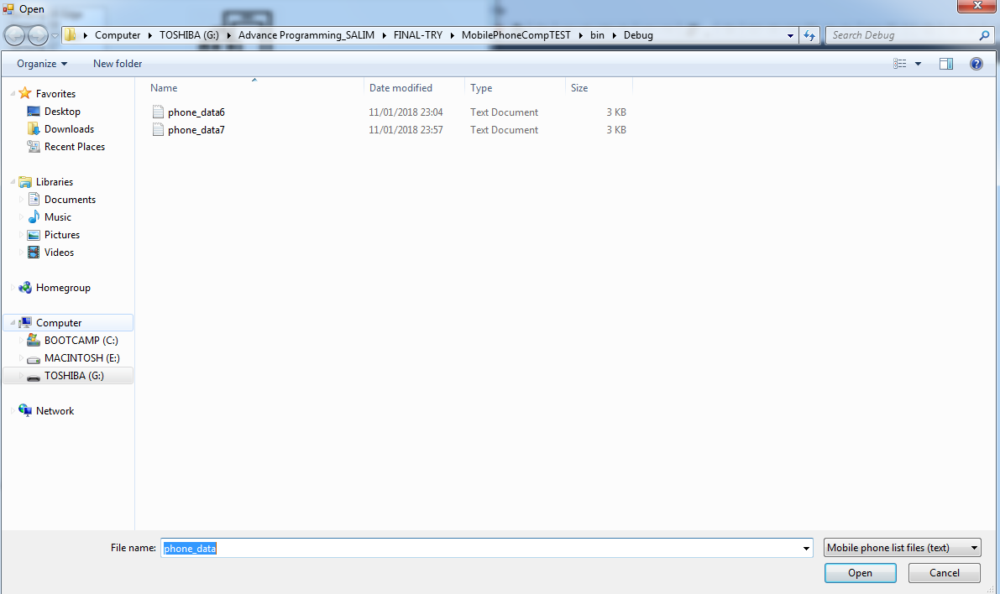 Open
Computer TOSHIBA (G:) Advance Programming_SALIM FINAL-TRY MobilePhoneCompTEST bin Debug Search Debug
Organize New folder
Name Date modified Type Size
phone_data6 11/01/2018 23:04 Text Document 3 KB
phone_data7 11/01/2018 23:57 Text Document 3 KB
Favorites
Desktop
Downloads
Recent Places
Libraries
Documents
Music
Pictures
Videos
Homegroup
Computer
BOOTCAMP (C:)
MACINTOSH (E:)
TOSHIBA (G:)
Network
File name: phone_data Mobile phone list files (text)
Open Cancel